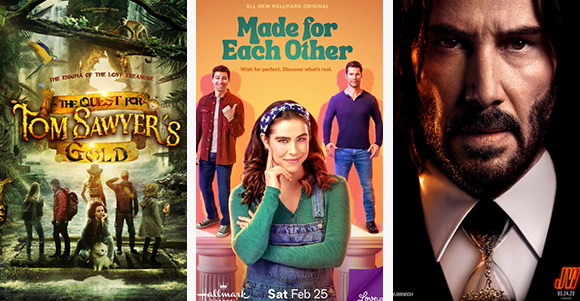 THE ENIGMA OF THE LOST TREASURE
THE QUEST FOR
TOM SAWYER'S
GOLD
ALL NEW HALLMARK ORIGINAL
Made for
Each Other
Wish for perfect. Discover what's real.
Hallmark
Sat Feb 25
JW
03.24.23